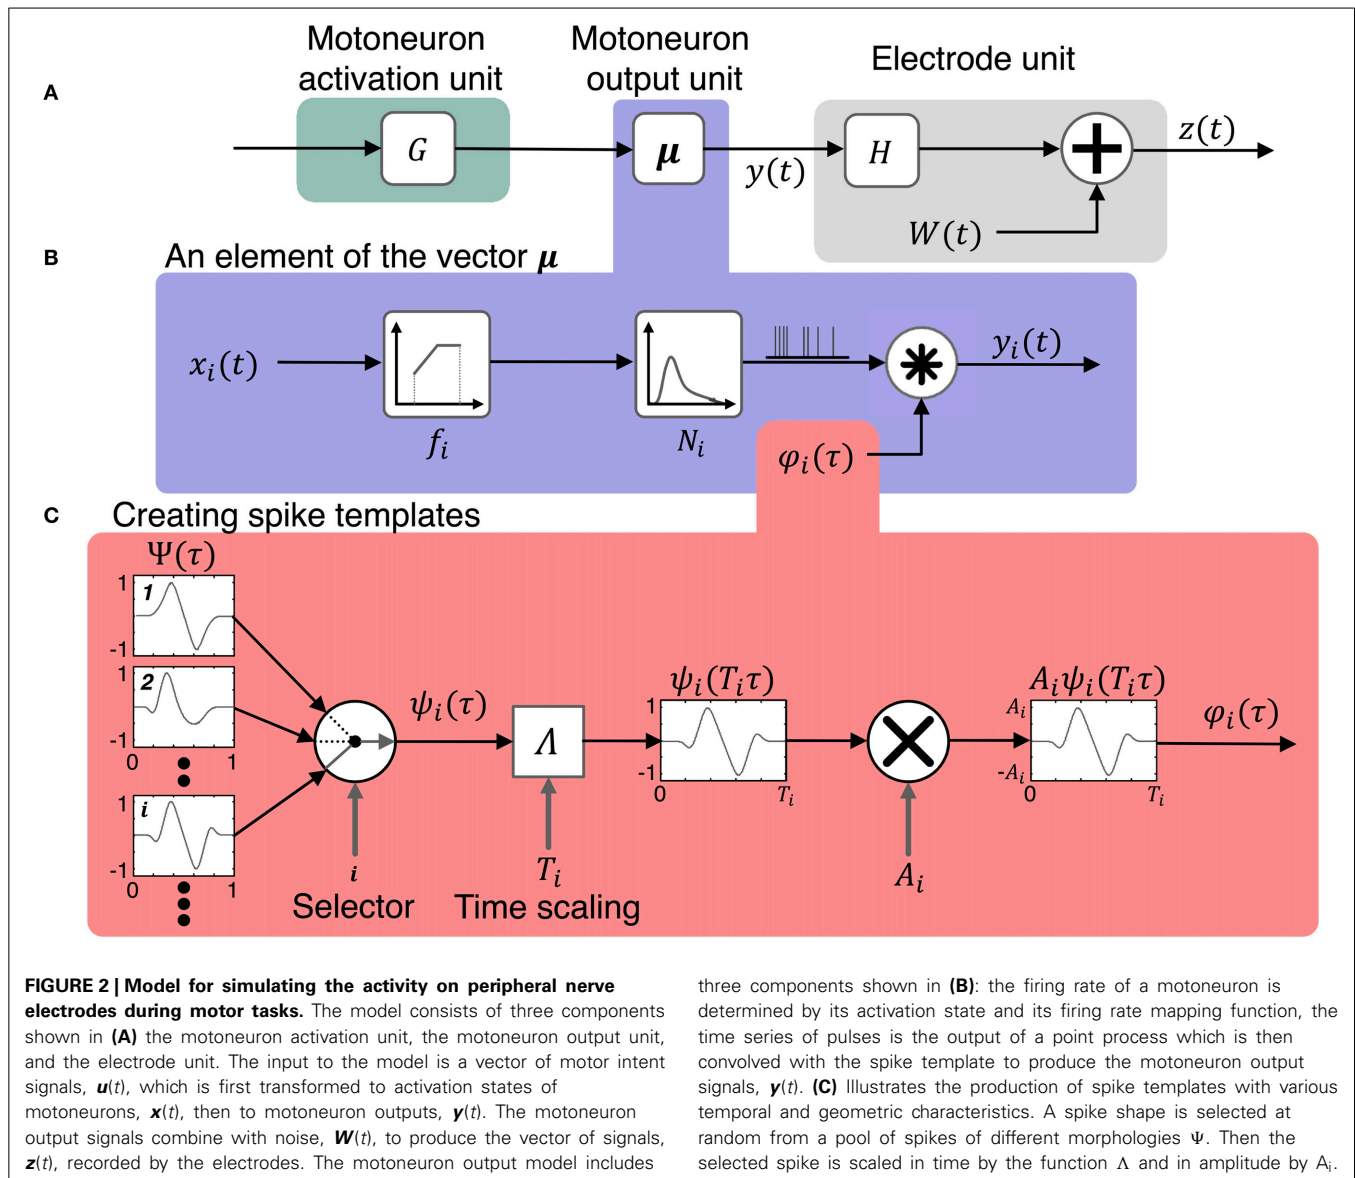 Motoneuron
activation unit
Motoneuron
output unit
Electrode unit
A
G
μ
y(t)
H
z(t)
W(t)
B
An element of the vector μ
x_i(t)
f_i
N_i
y_i(t)
φ_i(τ)
C
Creating spike templates
Ψ(τ)
1
1
-1
1
2
-1
0
1
1
i
-1
0
1
ψ_i(τ)
i
Selector
Λ
T_i
Time scaling
ψ_i(T_iτ)
1
-1
0
T_i
A_i
A_iψ_i(T_iτ)
A_i
-A_i
0
T_i
φ_i(τ)
FIGURE 2 | Model for simulating the activity on peripheral nerve
electrodes during motor tasks. The model consists of three components
shown in (A) the motoneuron activation unit, the motoneuron output unit,
and the electrode unit. The input to the model is a vector of motor intent
signals, u(t), which is first transformed to activation states of
motoneurons, x(t), then to motoneuron outputs, y(t). The motoneuron
output signals combine with noise, W(t), to produce the vector of signals,
z(t), recorded by the electrodes. The motoneuron output model includes
three components shown in (B): the firing rate of a motoneuron is
determined by its activation state and its firing rate mapping function, the
time series of pulses is the output of a point process which is then
convolved with the spike template to produce the motoneuron output
signals, y(t). (C) Illustrates the production of spike templates with various
temporal and geometric characteristics. A spike shape is selected at
random from a pool of spikes of different morphologies Ψ. Then the
selected spike is scaled in time by the function Λ and in amplitude by A_i.